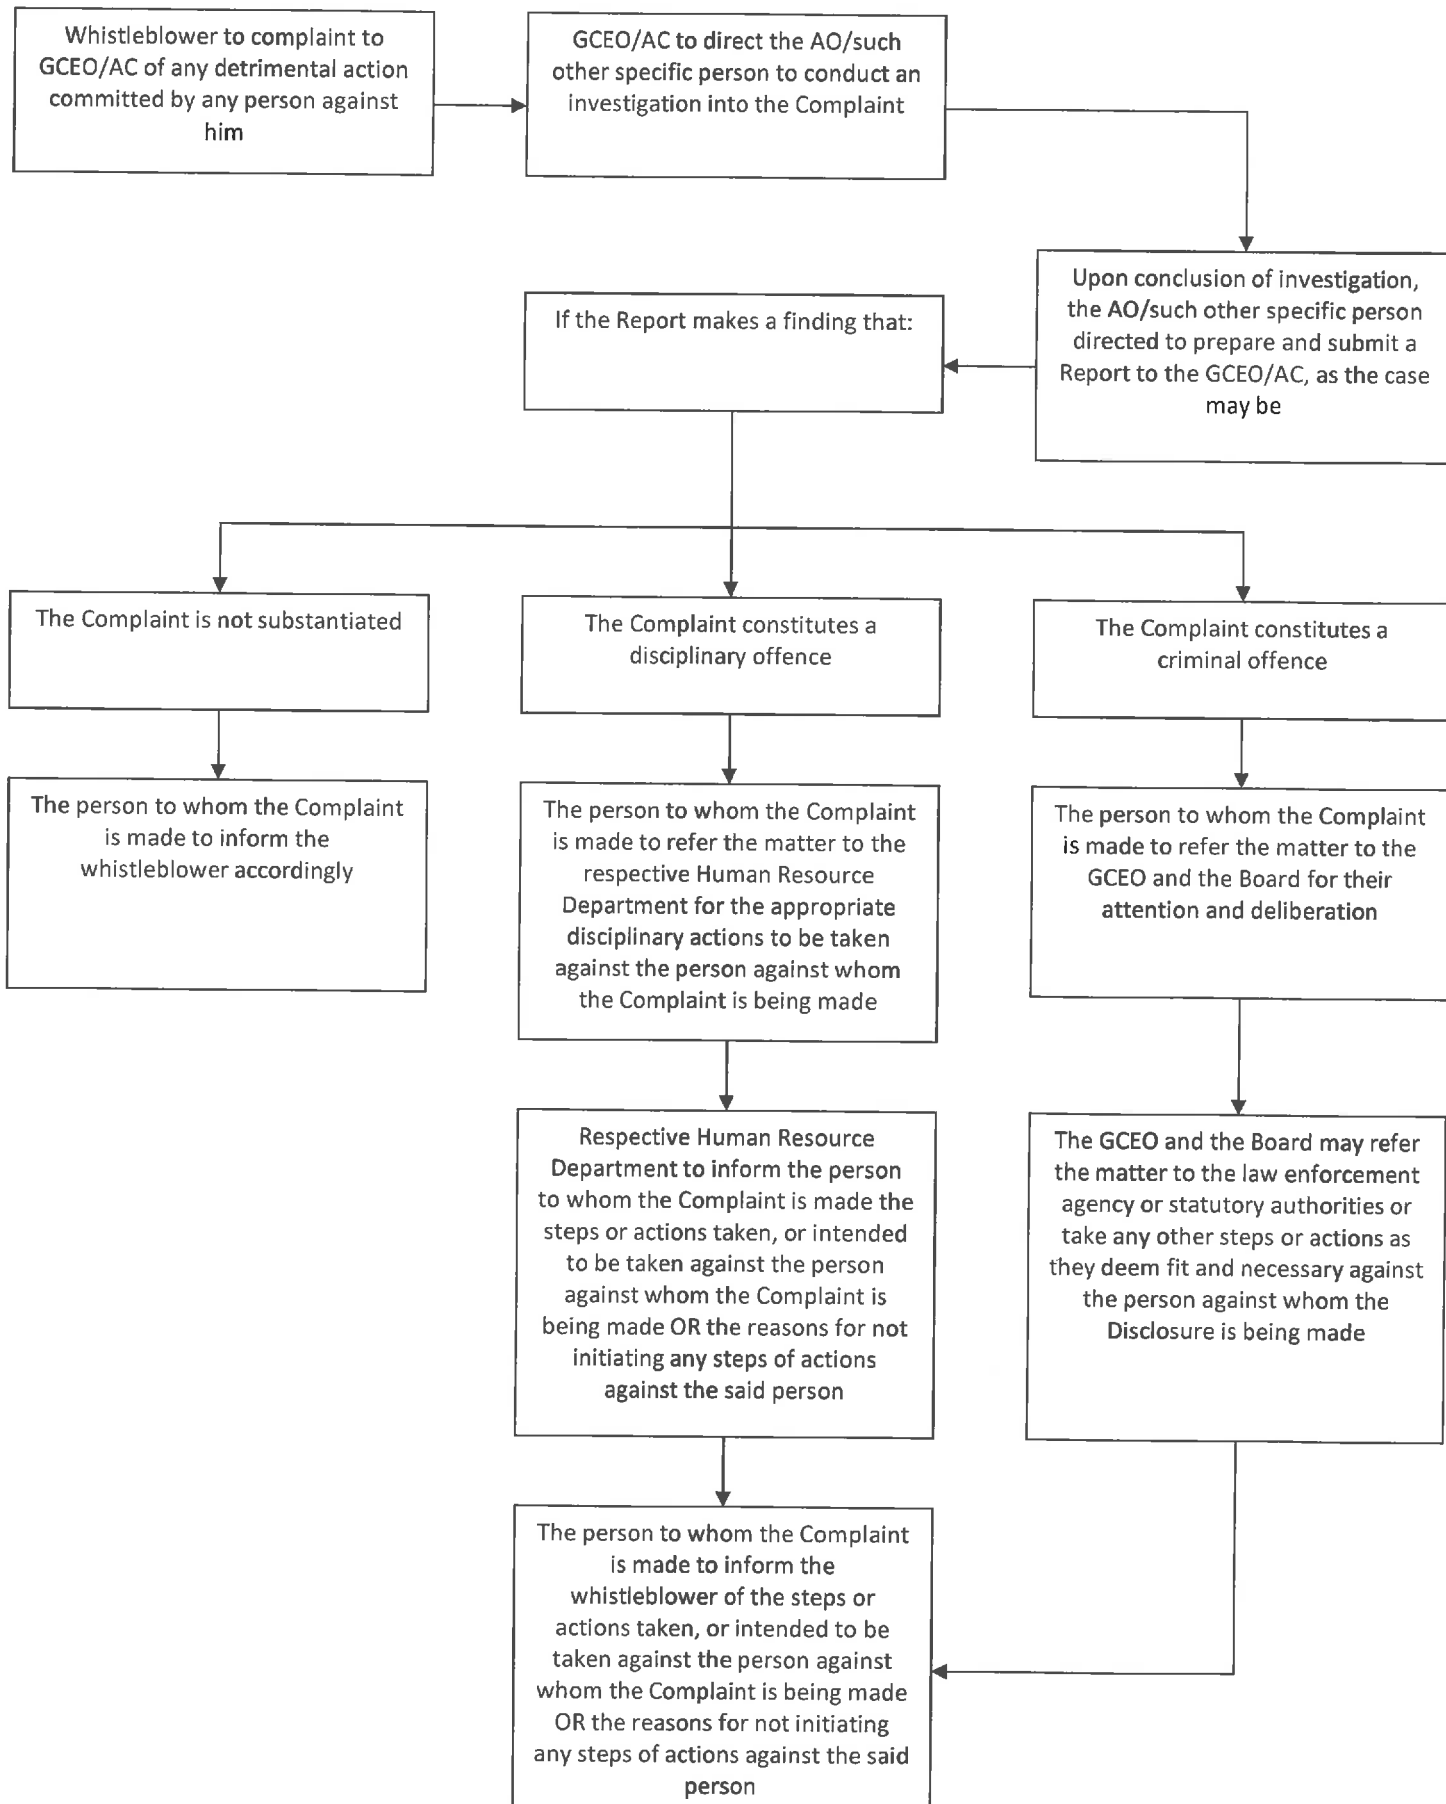 Whistleblower to complaint to
GCEO/AC of any detrimental action
committed by any person against
him
GCEO/AC to direct the AO/such
other specific person to conduct an
investigation into the Complaint
Upon conclusion of investigation,
the AO/such other specific person
directed to prepare and submit a
Report to the GCEO/AC, as the case
may be
If the Report makes a finding that:
The Complaint is not substantiated
The Complaint constitutes a
disciplinary offence
The Complaint constitutes a
criminal offence
The person to whom the Complaint
is made to inform the
whistleblower accordingly
The person to whom the Complaint
is made to refer the matter to the
respective Human Resource
Department for the appropriate
disciplinary actions to be taken
against the person against whom
the Complaint is being made
The person to whom the Complaint
is made to refer the matter to the
GCEO and the Board for their
attention and deliberation
Respective Human Resource
Department to inform the person
to whom the Complaint is made the
steps or actions taken, or intended
to be taken against the person
against whom the Complaint is
being made OR the reasons for not
initiating any steps of actions
against the said person
The GCEO and the Board may refer
the matter to the law enforcement
agency or statutory authorities or
take any other steps or actions as
they deem fit and necessary against
the person against whom the
Disclosure is being made
The person to whom the Complaint
is made to inform the
whistleblower of the steps or
actions taken, or intended to be
taken against the person against
whom the Complaint is being made
OR the reasons for not initiating
any steps of actions against the said
person